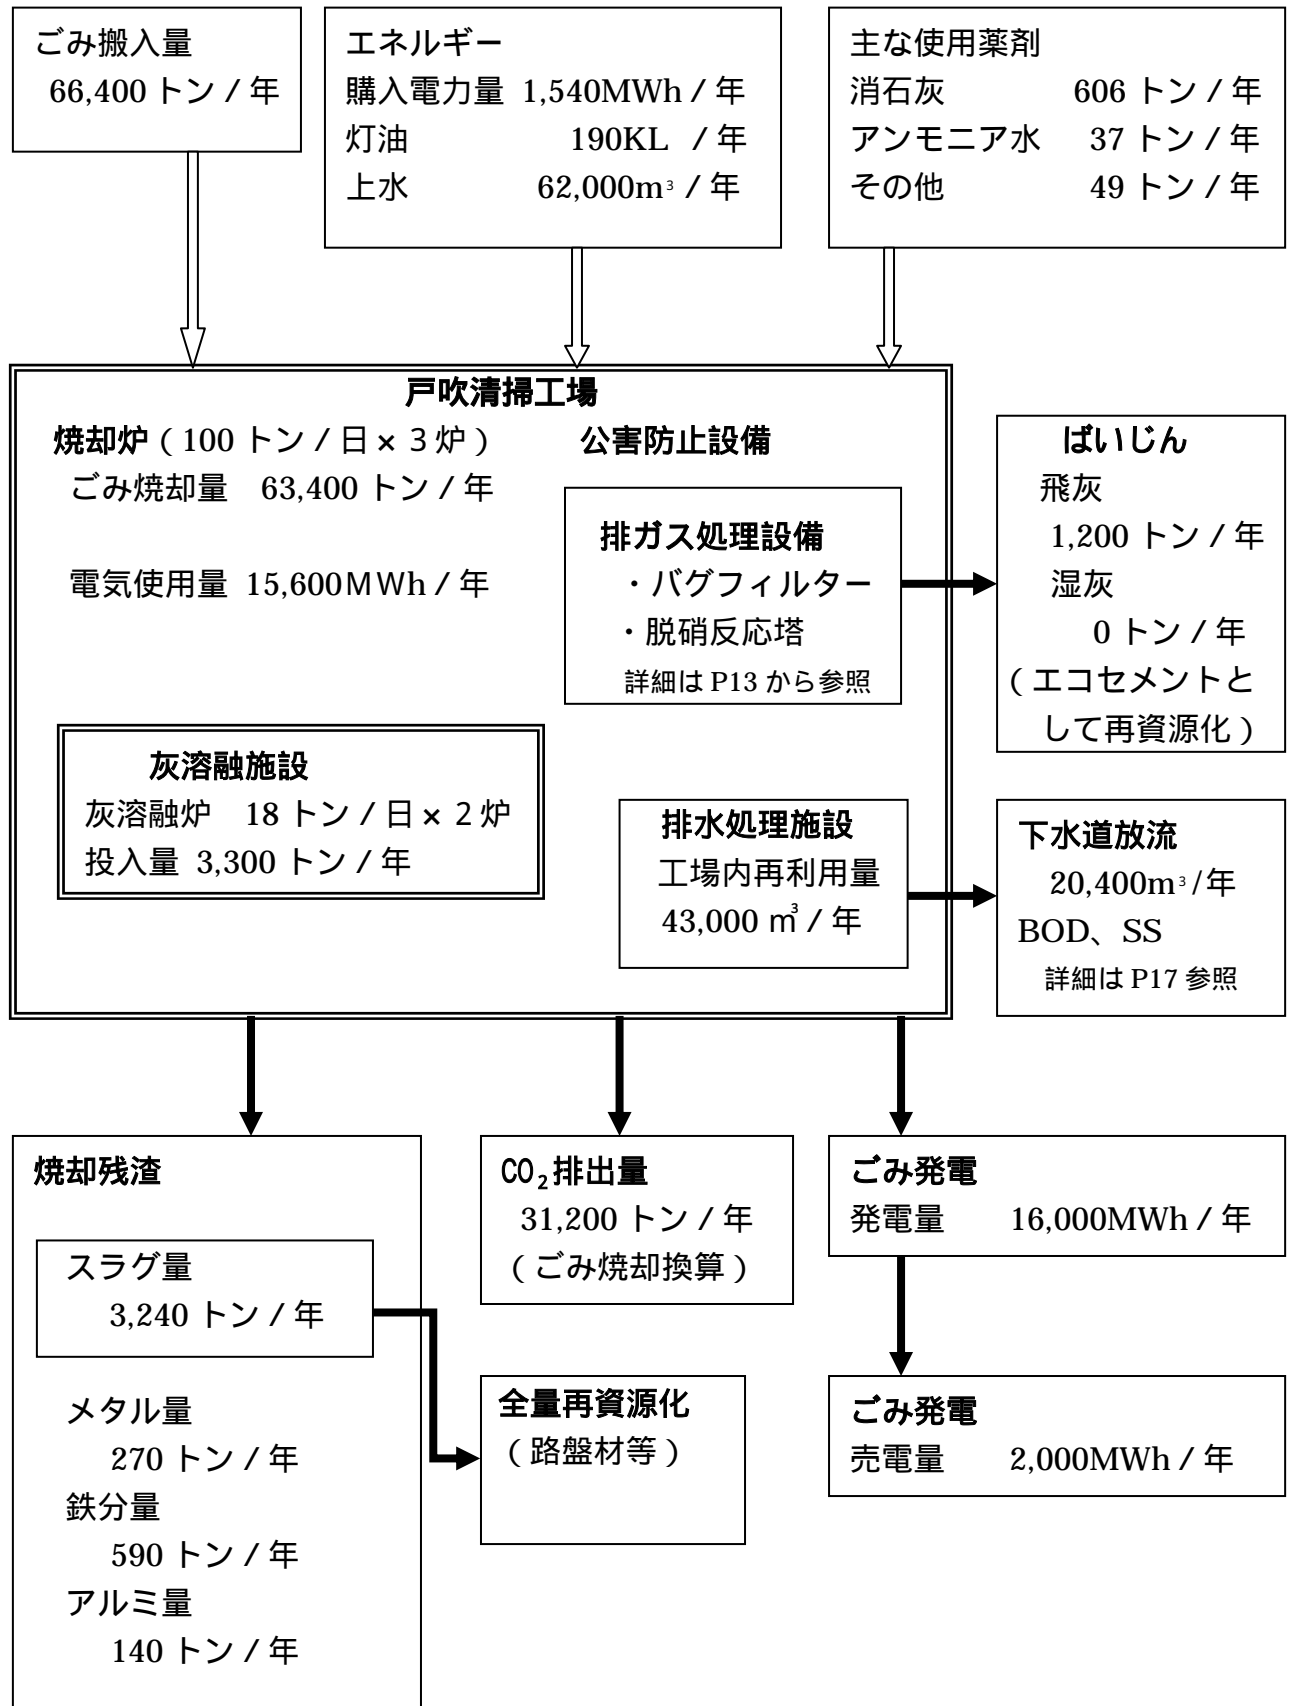 ごみ搬入量
66,400 トン / 年
エネルギー
購入電力量 1,540MWh / 年
灯油 190KL / 年
上水 62,000m³ / 年
主な使用薬剤
消石灰 606 トン / 年
アンモニア水 37 トン / 年
その他 49 トン / 年
戸吹清掃工場
焼却炉（100 トン / 日 × 3 炉）
ごみ焼却量 63,400 トン / 年
電気使用量 15,600MWh / 年
公害防止設備
排ガス処理設備
・バグフィルター
・脱硝反応塔
詳細は P13 から参照
ばいじん
飛灰
1,200 トン / 年
湿灰
0 トン / 年
（エコセメントと
して再資源化）
灰溶融施設
灰溶融炉 18 トン / 日 × 2 炉
投入量 3,300 トン / 年
排水処理施設
工場内再利用量
43,000 ㎥ / 年
下水道放流
20,400m³/年
BOD、SS
詳細は P17 参照
焼却残渣
スラグ量
3,240 トン / 年
メタル量
270 トン / 年
鉄分量
590 トン / 年
アルミ量
140 トン / 年
CO₂排出量
31,200 トン / 年
（ごみ焼却換算）
全量再資源化
（路盤材等）
ごみ発電
発電量 16,000MWh / 年
ごみ発電
売電量 2,000MWh / 年